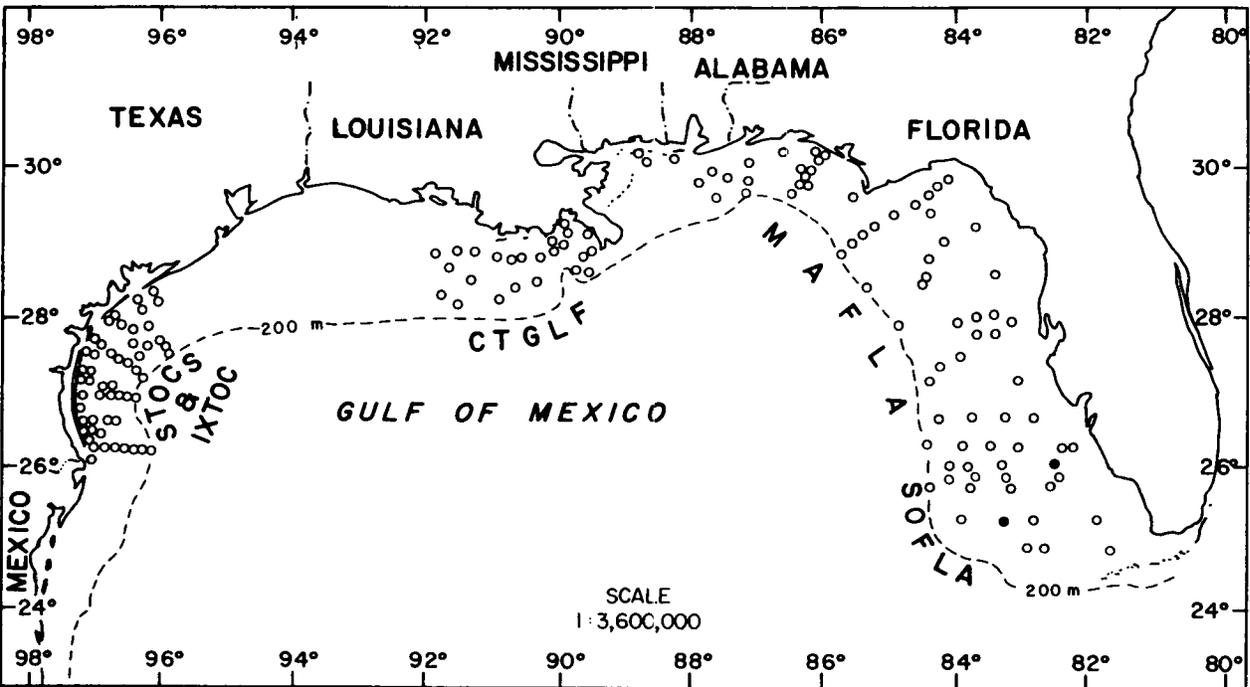 98° 96° 94° 92° 90° 88° 86° 84° 82° 80°
MISSISSIPPI
ALABAMA
TEXAS
LOUISIANA
FLORIDA
30°
30°
28°
28°
200 m
CTGLF
MAFLA
STOCS
&
IXTOC
GULF OF MEXICO
26°
26°
SOFLA
MEXICO
200 m
24°
24°
SCALE
1:3,600,000
98° 96° 94° 92° 90° 88° 86° 84° 82° 80°